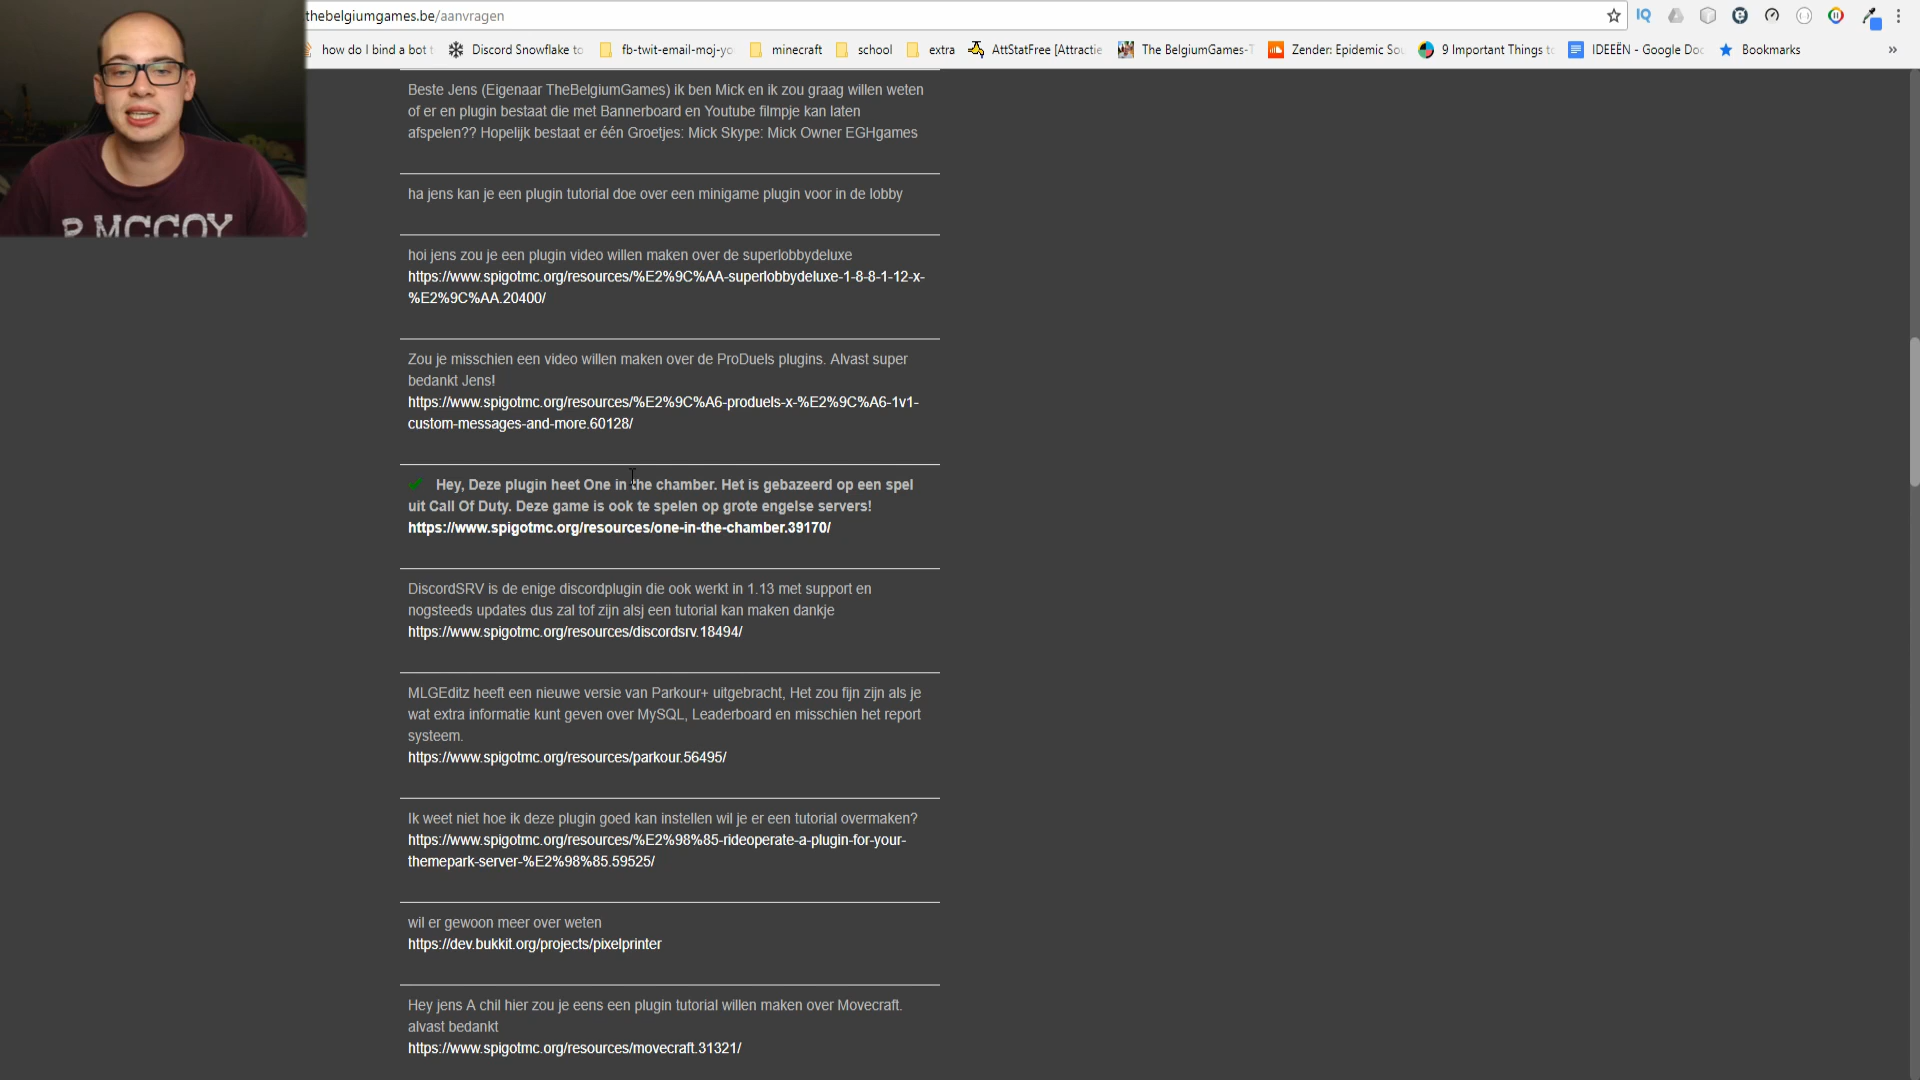 thebelgiumgames.be/aanvragen
how do I bind a bot t
Discord Snowflake to
fb-twit-email-moj-yo
minecraft
school
extra
AttStatFree [Attractie
The BelgiumGames-T
Zender: Epidemic Sou
9 Important Things to
IDEEËN - Google Doc
Bookmarks
»
P. MCCOY
Beste Jens (Eigenaar TheBelgiumGames) ik ben Mick en ik zou graag willen weten
of er en plugin bestaat die met Bannerboard en Youtube filmpje kan laten
afspelen?? Hopelijk bestaat er één Groetjes: Mick Skype: Mick Owner EGHgames
ha jens kan je een plugin tutorial doe over een minigame plugin voor in de lobby
hoi jens zou je een plugin video willen maken over de superlobbydeluxe
https://www.spigotmc.org/resources/%E2%9C%AA-superlobbydeluxe-1-8-8-1-12-x-
%E2%9C%AA.20400/
Zou je misschien een video willen maken over de ProDuels plugins. Alvast super
bedankt Jens!
https://www.spigotmc.org/resources/%E2%9C%A6-produels-x-%E2%9C%A6-1v1-
custom-messages-and-more.60128/
Hey, Deze plugin heet One in the chamber. Het is gebazeerd op een spel
uit Call Of Duty. Deze game is ook te spelen op grote engelse servers!
https://www.spigotmc.org/resources/one-in-the-chamber.39170/
DiscordSRV is de enige discordplugin die ook werkt in 1.13 met support en
nogsteeds updates dus zal tof zijn alsj een tutorial kan maken dankje
https://www.spigotmc.org/resources/discordsrv.18494/
MLGEditz heeft een nieuwe versie van Parkour+ uitgebracht, Het zou fijn zijn als je
wat extra informatie kunt geven over MySQL, Leaderboard en misschien het report
systeem.
https://www.spigotmc.org/resources/parkour.56495/
Ik weet niet hoe ik deze plugin goed kan instellen wil je er een tutorial overmaken?
https://www.spigotmc.org/resources/%E2%98%85-rideoperate-a-plugin-for-your-
themepark-server-%E2%98%85.59525/
wil er gewoon meer over weten
https://dev.bukkit.org/projects/pixelprinter
Hey jens A chil hier zou je eens een plugin tutorial willen maken over Movecraft.
alvast bedankt
https://www.spigotmc.org/resources/movecraft.31321/